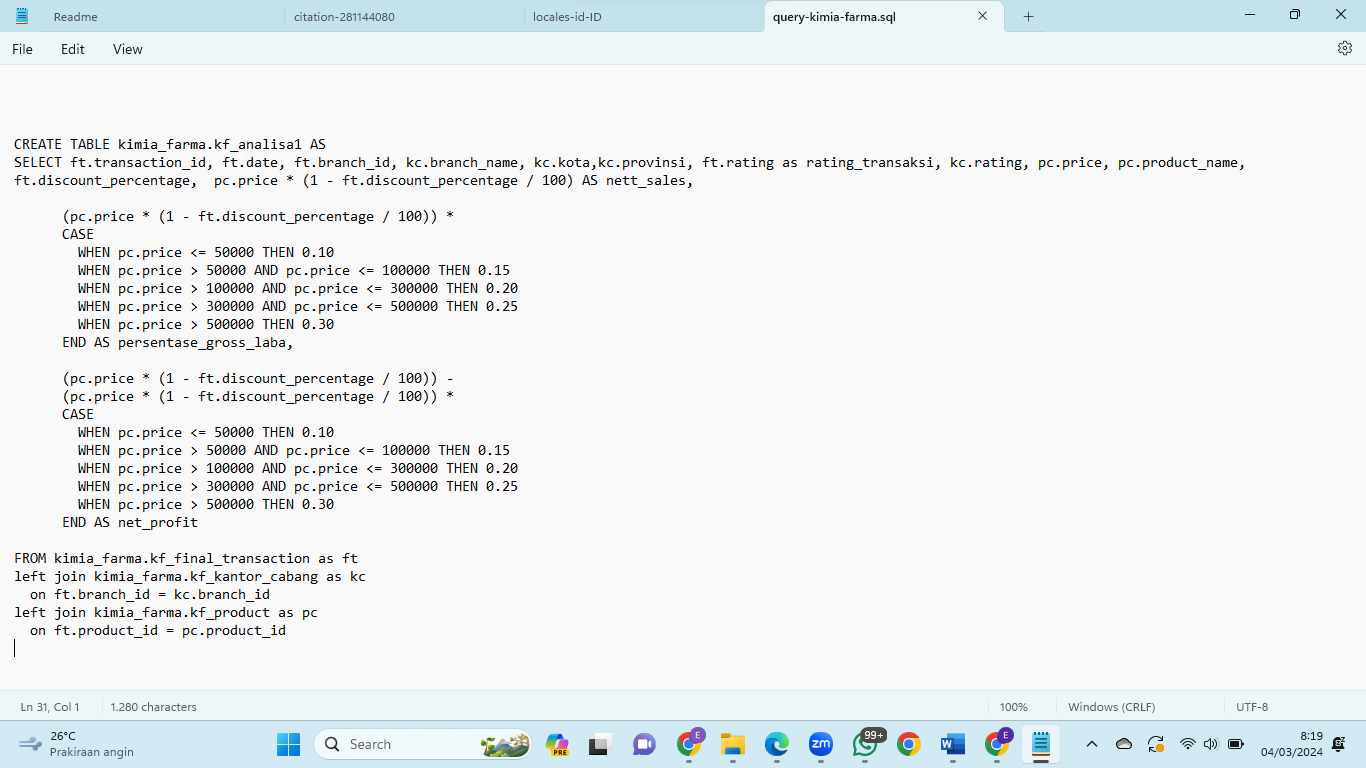 Readme
citation-281144080
locales-id-ID
query-kimia-farma.sql
File Edit View
CREATE TABLE kimia_farma.kf_analisa1 AS
SELECT ft.transaction_id, ft.date, ft.branch_id, kc.branch_name, kc.kota,kc.provinsi, ft.rating as rating_transaksi, kc.rating, pc.price, pc.product_name,
ft.discount_percentage,  pc.price * (1 - ft.discount_percentage / 100) AS nett_sales,
(pc.price * (1 - ft.discount_percentage / 100)) *
CASE
WHEN pc.price <= 50000 THEN 0.10
WHEN pc.price > 50000 AND pc.price <= 100000 THEN 0.15
WHEN pc.price > 100000 AND pc.price <= 300000 THEN 0.20
WHEN pc.price > 300000 AND pc.price <= 500000 THEN 0.25
WHEN pc.price > 500000 THEN 0.30
END AS persentase_gross_laba,
(pc.price * (1 - ft.discount_percentage / 100)) -
(pc.price * (1 - ft.discount_percentage / 100)) *
CASE
WHEN pc.price <= 50000 THEN 0.10
WHEN pc.price > 50000 AND pc.price <= 100000 THEN 0.15
WHEN pc.price > 100000 AND pc.price <= 300000 THEN 0.20
WHEN pc.price > 300000 AND pc.price <= 500000 THEN 0.25
WHEN pc.price > 500000 THEN 0.30
END AS net_profit
FROM kimia_farma.kf_final_transaction as ft
left join kimia_farma.kf_kantor_cabang as kc
on ft.branch_id = kc.branch_id
left join kimia_farma.kf_product as pc
on ft.product_id = pc.product_id
Ln 31, Col 1
1.280 characters
100%
Windows (CRLF)
UTF-8
26°C
Prakiraan angin
Search
PRE
E
zm
99+
W
E
8:19
04/03/2024